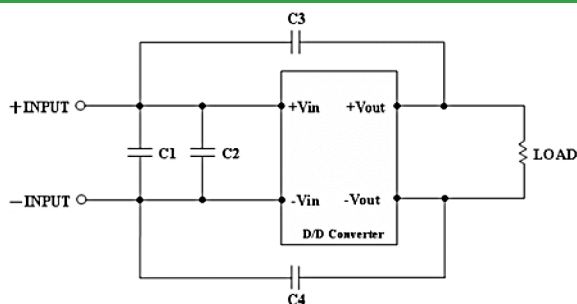 C3
+INPUT
+Vin
+Vout
C1
C2
LOAD
-INPUT
-Vin
-Vout
D/D Converter
C4